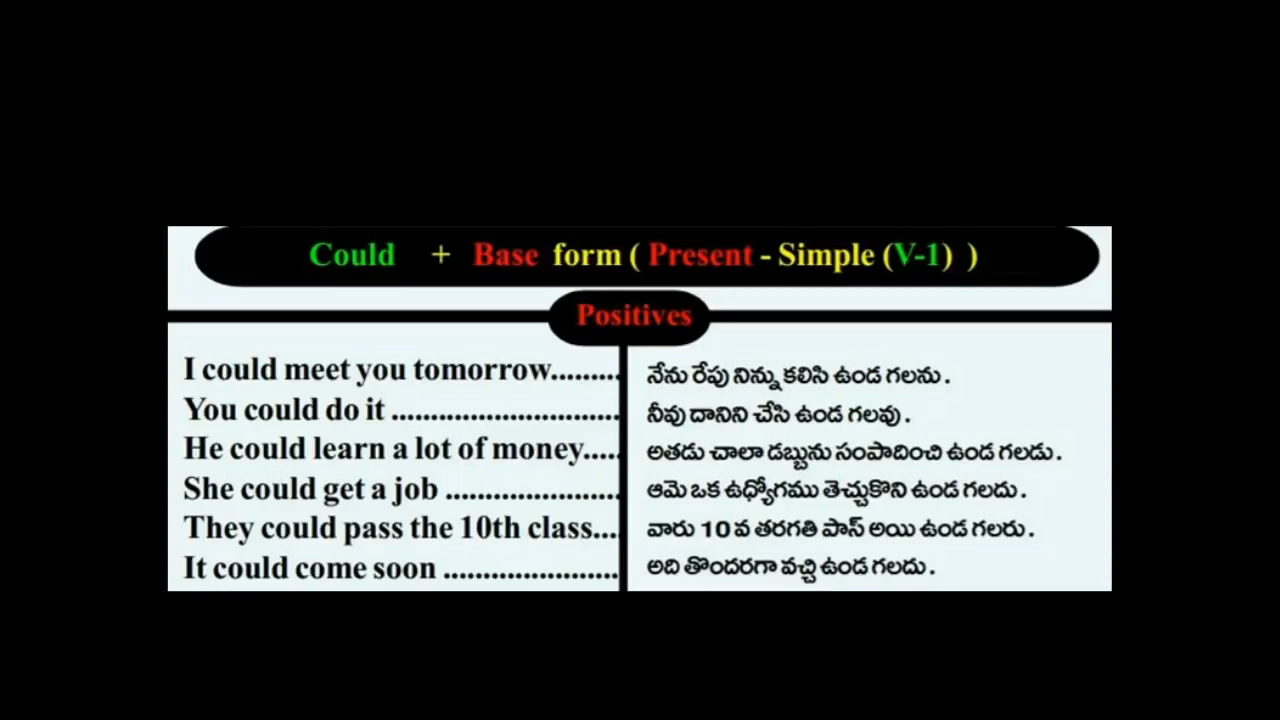 Could + Base form ( Present - Simple (V-1) )
Positives
I could meet you tomorrow......... నేను రేపు నిన్ను కలిసి ఉండ గలను .
You could do it ............................. నీవు దానిని చేసి ఉండ గలవు .
He could learn a lot of money..... అతడు చాలా డబ్బును సంపాదించి ఉండ గలడు .
She could get a job ...................... ఆమె ఒక ఉధ్యోగము తెచ్చుకొని ఉండ గలదు .
They could pass the 10th class.... వారు 10 వ తరగతి పాస్ అయి ఉండ గలరు .
It could come soon ...................... అది తొందరగా వచ్చి ఉండ గలదు .